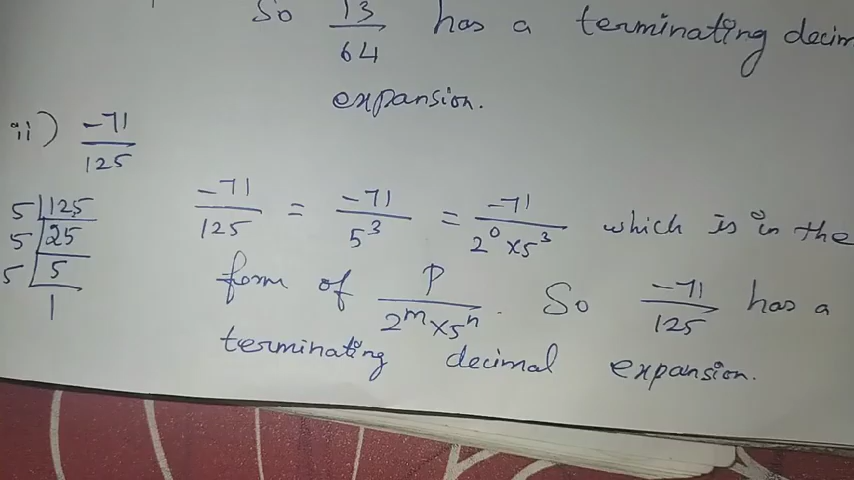 So 13/64 has a terminating decim
expansion.
ii) -71/125
5 | 125
5 | 25
5 | 5
1
-71/125 = -71/5³ = -71/2⁰×5³ which is in the
form of P/2ᵐ×5ⁿ. So -71/125 has a
terminating decimal expansion.